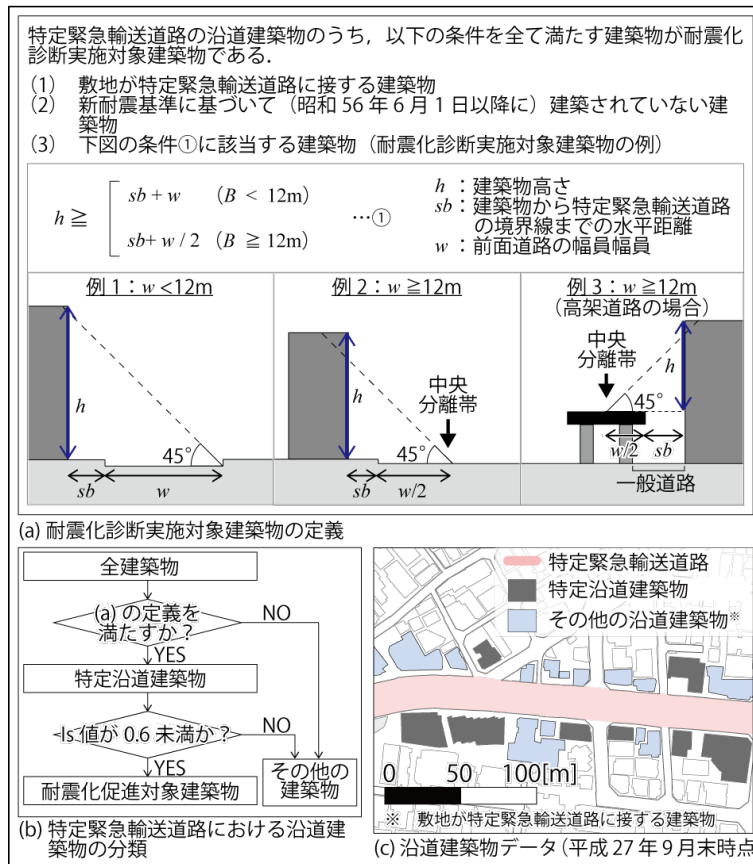 特定緊急輸送道路の沿道建築物のうち，以下の条件を全て満たす建築物が耐震化
診断実施対象建築物である．
(1) 敷地が特定緊急輸送道路に接する建築物
(2) 新耐震基準に基づいて（昭和 56 年 6 月 1 日以降に）建築されていない建
築物
(3) 下図の条件①に該当する建築物（耐震化診断実施対象建築物の例）
h ≧ [ sb + w （B < 12m）
sb+ w / 2 （B ≧ 12m） …①
h ：建築物高さ
sb：建築物から特定緊急輸送道路
の境界線までの水平距離
w ：前面道路の幅員幅員
例 1：w <12m
h
45°
sb
w
例 2：w ≧12m
h
中央
分離帯
45°
sb
w/2
例 3：w ≧12m
（高架道路の場合）
中央
分離帯
45°
h
w/2
sb
一般道路
(a) 耐震化診断実施対象建築物の定義
全建築物
(a) の定義を
満たすか？
NO
YES
特定沿道建築物
Is 値が 0.6 未満か？
NO
YES
その他の
建築物
耐震化促進対象建築物
(b) 特定緊急輸送道路における沿道建
築物の分類
特定緊急輸送道路
特定沿道建築物
その他の沿道建築物※
0 50 100[m]
※ 敷地が特定緊急輸送道路に接する建築物
(c) 沿道建築物データ（平成 27 年 9 月末時点